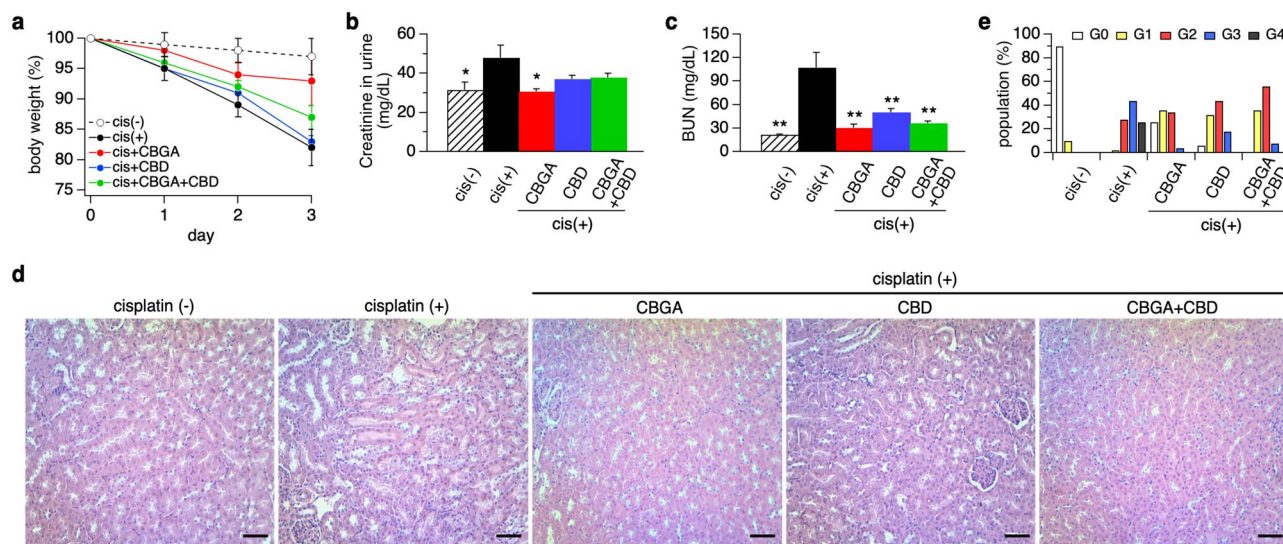 a
body weight (%)
100
95
90
85
80
75
0 1 2 3
day
cis(-)
cis(+)
cis+CBGA
cis+CBD
cis+CBGA+CBD
b
Creatinine in urine
(mg/dL)
60
40
20
0
* *
cis(-)
cis(+)
CBGA
CBD
CBGA
+CBD
cis(+)
c
BUN (mg/dL)
150
120
90
60
30
0
** ** ** **
cis(-)
cis(+)
CBGA
CBD
CBGA
+CBD
cis(+)
e
G0 G1 G2 G3 G4
population (%)
100
80
60
40
20
0
cis(-)
cis(+)
CBGA
CBD
CBGA
+CBD
cis(+)
d
cisplatin (+)
cisplatin (-) cisplatin (+) CBGA CBD CBGA+CBD